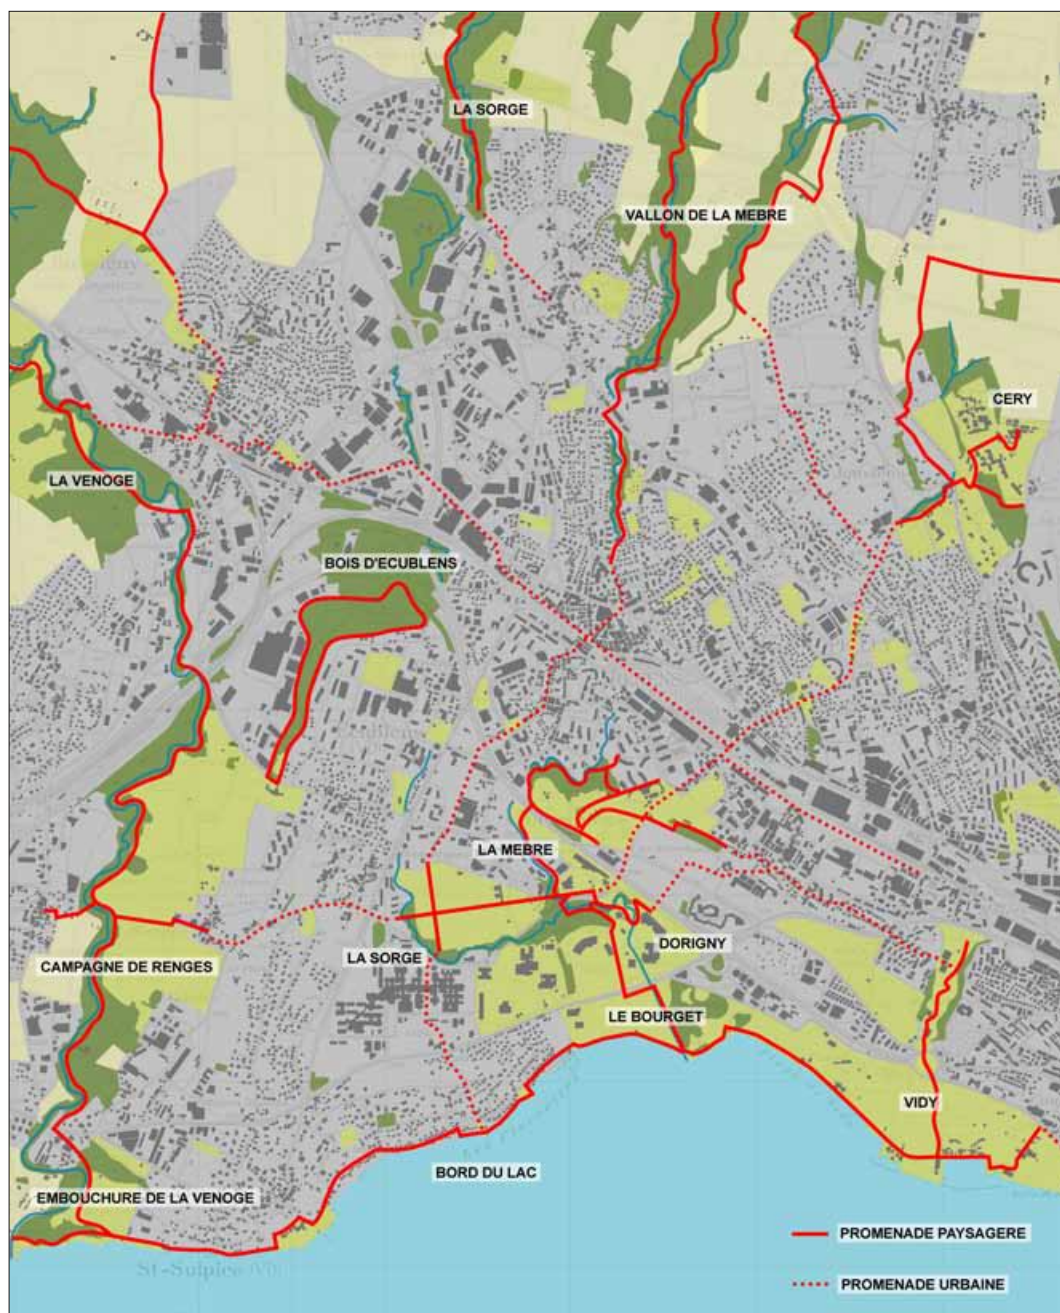 LA SORGE
VALLON DE LA MEBRE
CERY
LA VENOGE
BOIS D'ECUBLENS
LA MEBRE
DORIGNY
LA SORGE
CAMPAGNE DE RENGES
LE BOURGET
VIDY
BORD DU LAC
EMBOUCHURE DE LA VENOGE
PROMENADE PAYSAGERE
St-Sulpice
PROMENADE URBAINE